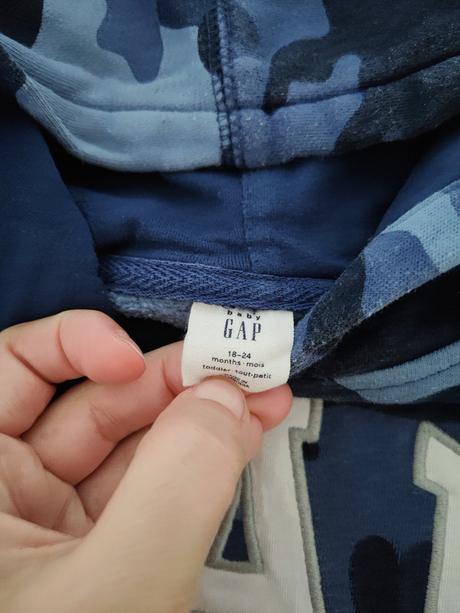 baby
GAP
18-24
months·mois
toddler·tout-petit